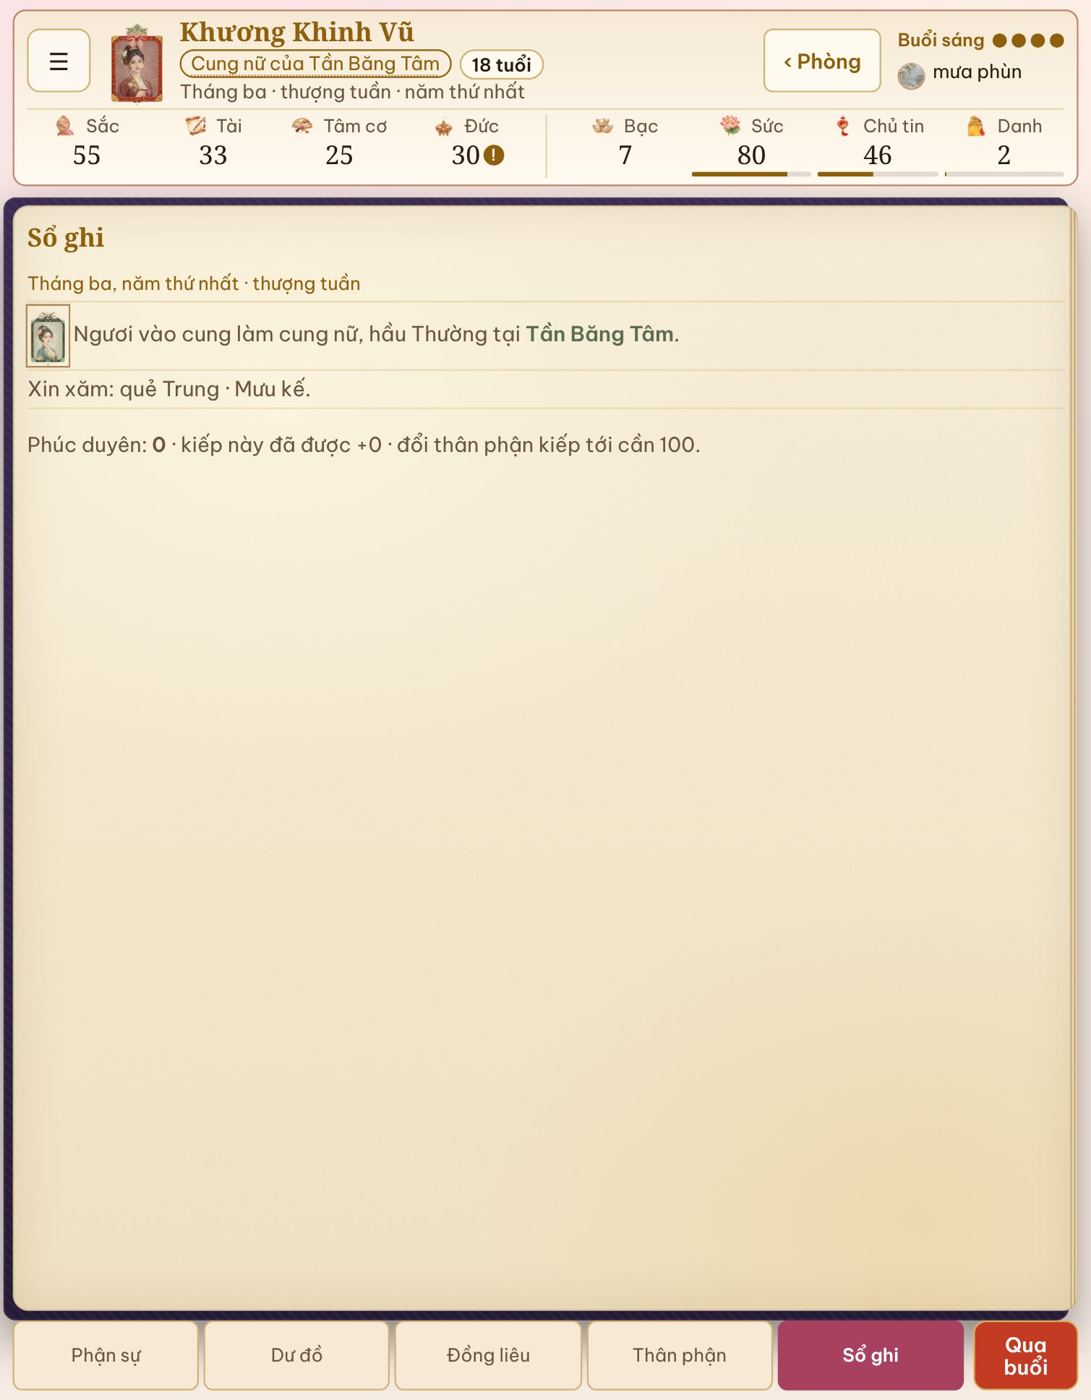 ☰
Khương Khinh Vũ
Cung nữ của Tần Băng Tâm 18 tuổi
Tháng ba · thượng tuần · năm thứ nhất
‹ Phòng
Buổi sáng
mưa phùn
Sắc Tài Tâm cơ Đức Bạc Sức Chủ tin Danh
55 33 25 30 ! 7 80 46 2
Sổ ghi
Tháng ba, năm thứ nhất · thượng tuần
Ngươi vào cung làm cung nữ, hầu Thường tại Tần Băng Tâm.
Xin xăm: quẻ Trung · Mưu kế.
Phúc duyên: 0 · kiếp này đã được +0 · đổi thân phận kiếp tới cần 100.
Phận sự Dư đồ Đồng liêu Thân phận Sổ ghi Qua buổi